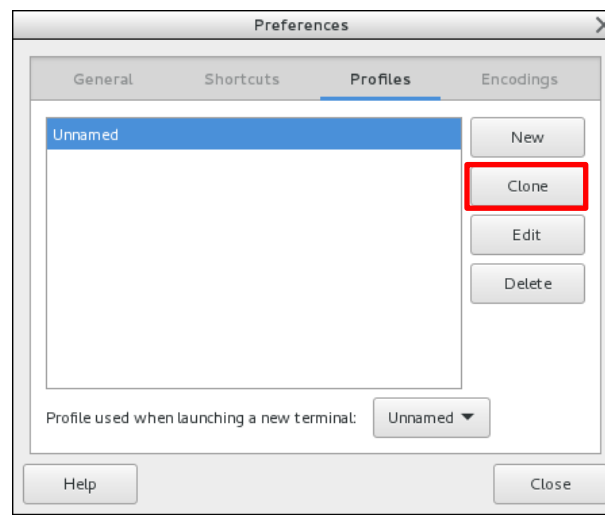 Preferences
General Shortcuts Profiles Encodings
Unnamed
New
Clone
Edit
Delete
Profile used when launching a new terminal: Unnamed
Help Close